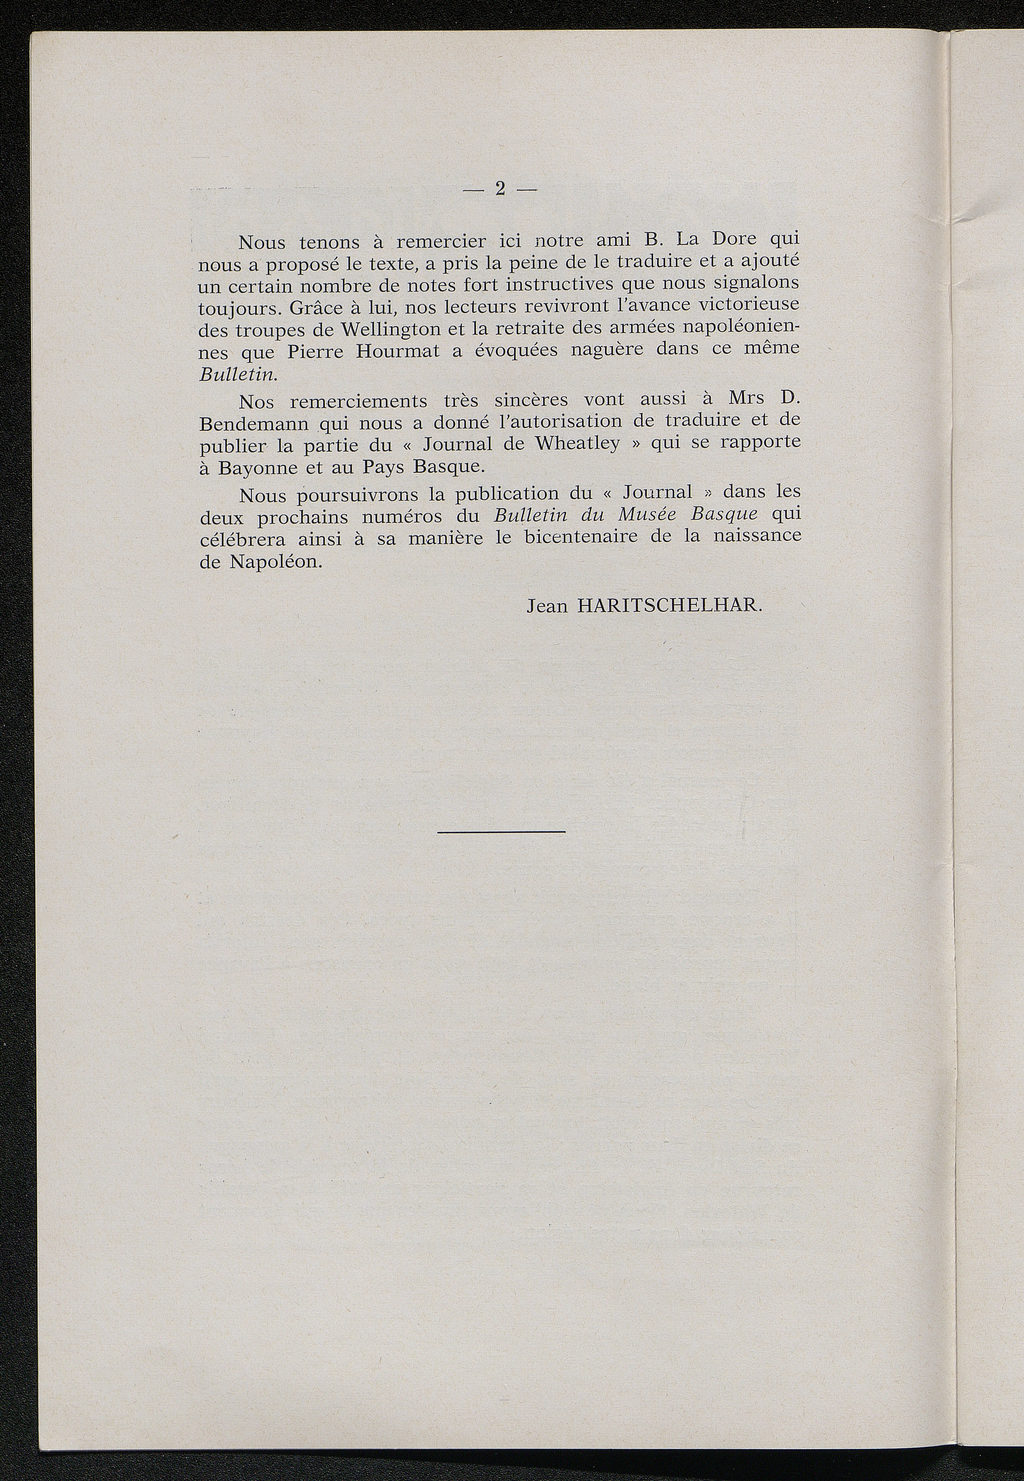 — 2 —
Nous tenons à remercier ici notre ami B. La Dore qui
nous a proposé le texte, a pris la peine de le traduire et a ajouté
un certain nombre de notes fort instructives que nous signalons
toujours. Grâce à lui, nos lecteurs revivront l'avance victorieuse
des troupes de Wellington et la retraite des armées napoléonien-
nes que Pierre Hourmat a évoquées naguère dans ce même
Bulletin.
Nos remerciements très sincères vont aussi à Mrs D.
Bendemann qui nous a donné l'autorisation de traduire et de
publier la partie du « Journal de Wheatley » qui se rapporte
à Bayonne et au Pays Basque.
Nous poursuivrons la publication du « Journal » dans les
deux prochains numéros du Bulletin du Musée Basque qui
célébrera ainsi à sa manière le bicentenaire de la naissance
de Napoléon.
Jean HARITSCHELHAR.